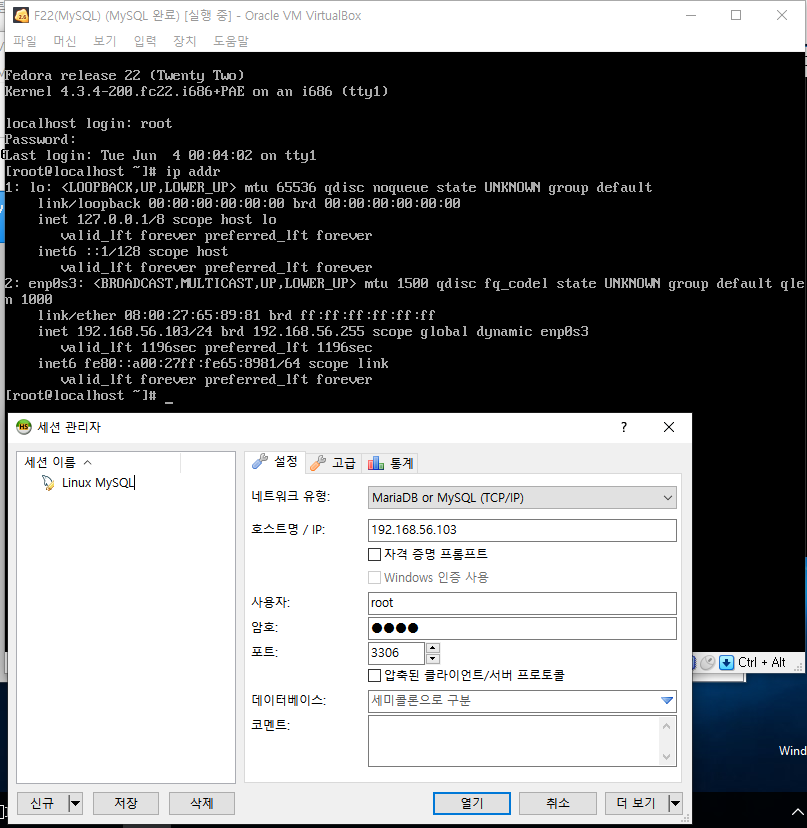 F22(MySQL) (MySQL 완료) [실행 중] - Oracle VM VirtualBox
파일 머신 보기 입력 장치 도움말
Fedora release 22 (Twenty Two)
Kernel 4.3.4-200.fc22.i686+PAE on an i686 (tty1)
localhost login: root
Password:
Last login: Tue Jun  4 00:04:02 on tty1
[root@localhost ~]# ip addr
1: lo: <LOOPBACK,UP,LOWER_UP> mtu 65536 qdisc noqueue state UNKNOWN group default
    link/loopback 00:00:00:00:00:00 brd 00:00:00:00:00:00
    inet 127.0.0.1/8 scope host lo
       valid_lft forever preferred_lft forever
    inet6 ::1/128 scope host
       valid_lft forever preferred_lft forever
2: enp0s3: <BROADCAST,MULTICAST,UP,LOWER_UP> mtu 1500 qdisc fq_codel state UNKNOWN group default qle
n 1000
    link/ether 08:00:27:65:89:81 brd ff:ff:ff:ff:ff:ff
    inet 192.168.56.103/24 brd 192.168.56.255 scope global dynamic enp0s3
       valid_lft 1196sec preferred_lft 1196sec
    inet6 fe80::a00:27ff:fe65:8981/64 scope link
       valid_lft forever preferred_lft forever
[root@localhost ~]# _
HS 세션 관리자 ?
세션 이름
Linux MySQL
설정 고급 통계
네트워크 유형: MariaDB or MySQL (TCP/IP)
호스트명 / IP: 192.168.56.103
자격 증명 프롬프트
Windows 인증 사용
사용자: root
암호: ●●●●
포트: 3306
압축된 클라이언트/서버 프로토콜
데이터베이스: 세미콜론으로 구분
코멘트:
신규 저장 삭제 열기 취소 더 보기
Ctrl + Alt
Wind